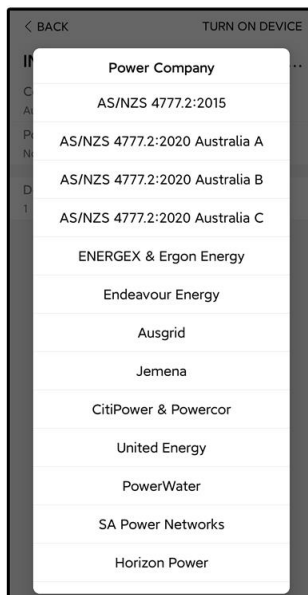 BACK TURN ON DEVICE
Power Company
AS/NZS 4777.2:2015
AS/NZS 4777.2:2020 Australia A
AS/NZS 4777.2:2020 Australia B
AS/NZS 4777.2:2020 Australia C
ENERGEX & Ergon Energy
Endeavour Energy
Ausgrid
Jemena
CitiPower & Powercor
United Energy
PowerWater
SA Power Networks
Horizon Power
1